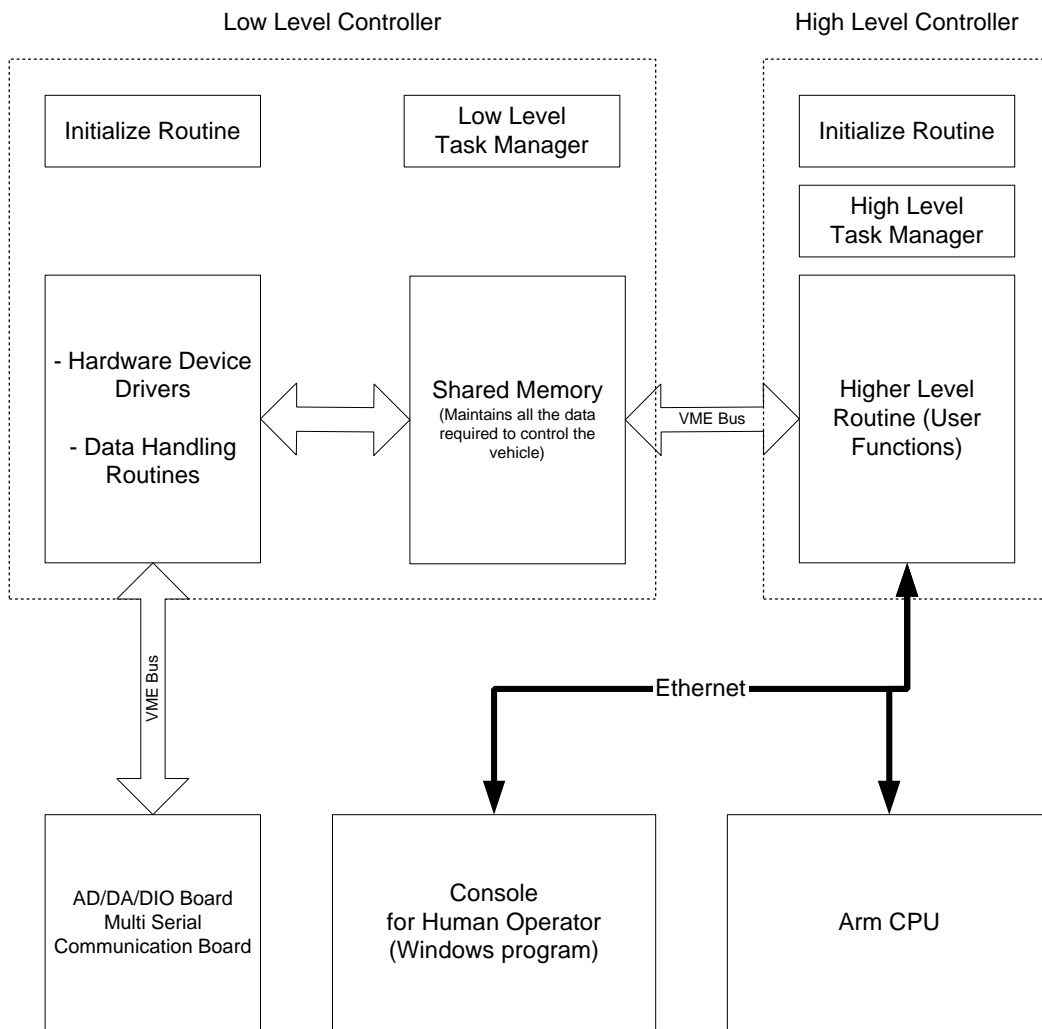 Low Level Controller
High Level Controller
Initialize Routine
Low Level
Task Manager
Initialize Routine
High Level
Task Manager
- Hardware Device
Drivers
- Data Handling
Routines
Shared Memory
(Maintains all the data
required to control the
vehicle)
VME Bus
Higher Level
Routine (User
Functions)
VME Bus
Ethernet
AD/DA/DIO Board
Multi Serial
Communication Board
Console
for Human Operator
(Windows program)
Arm CPU